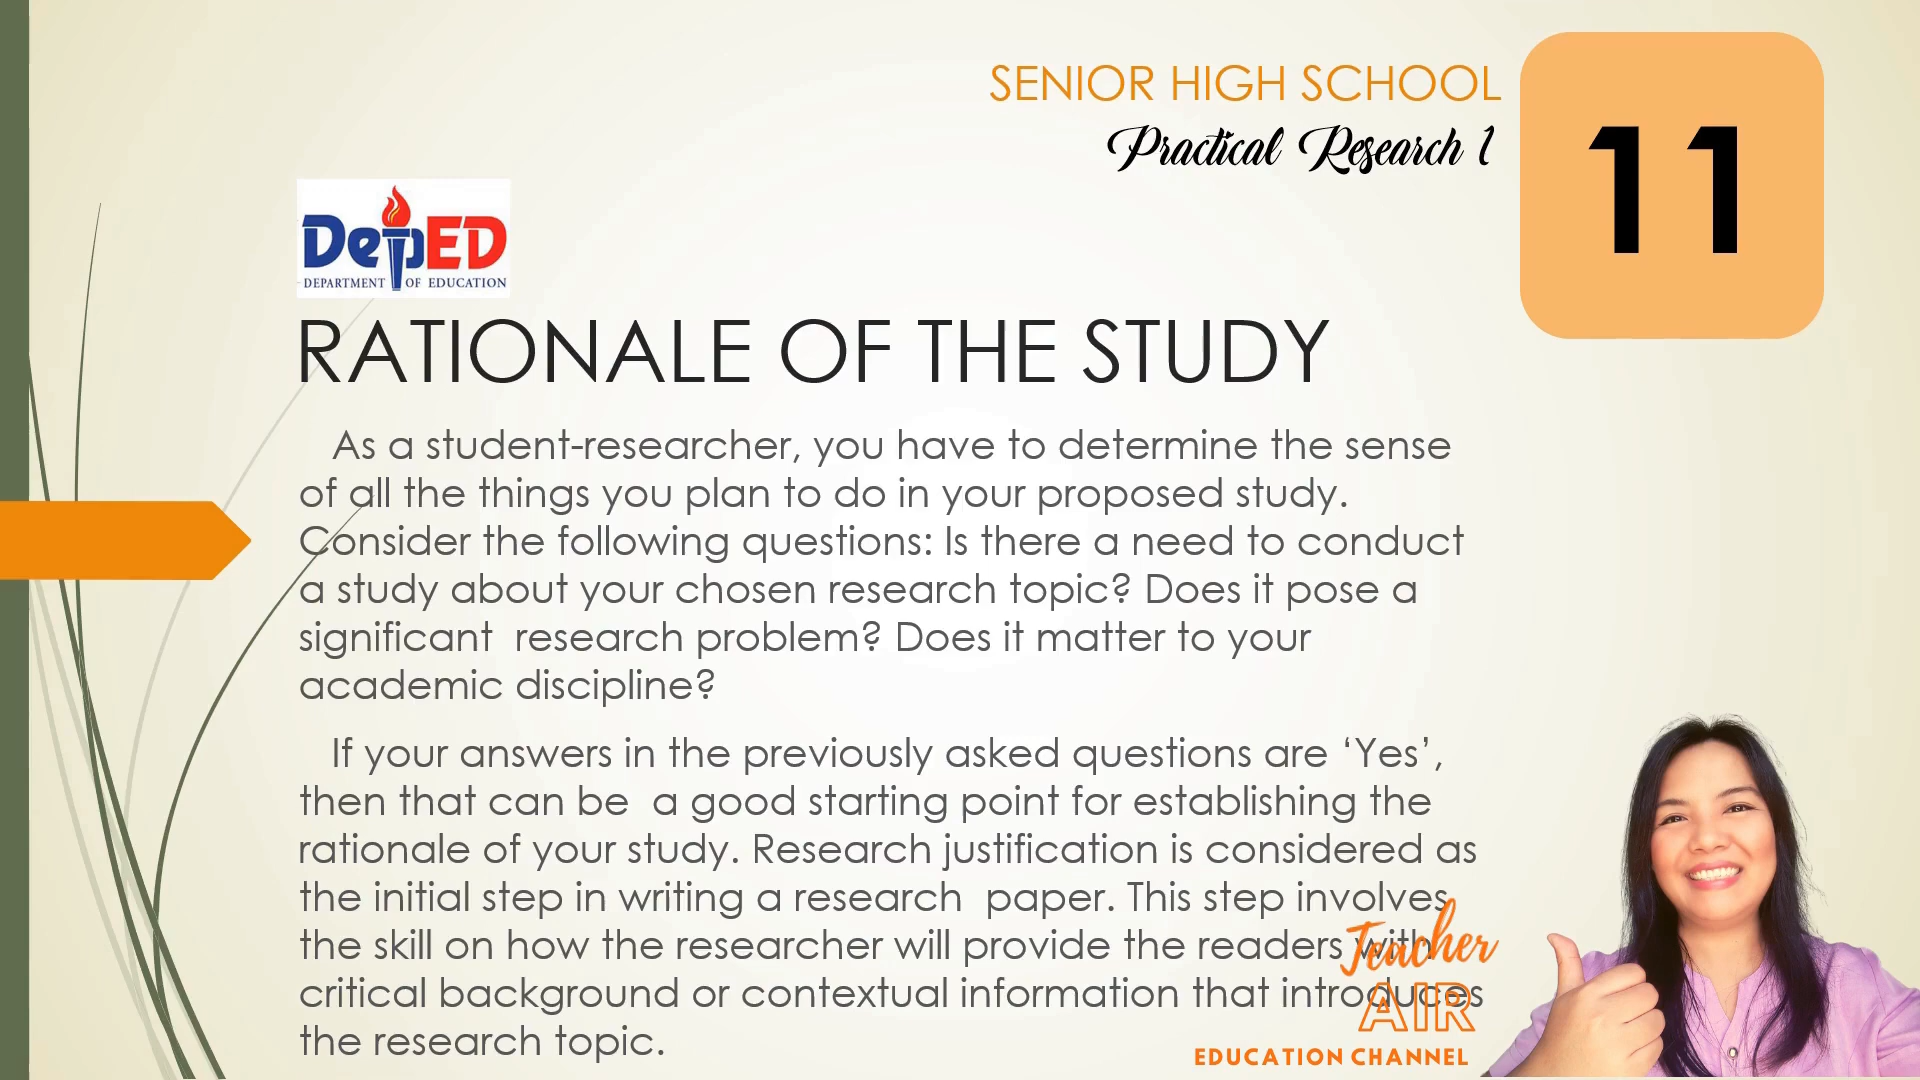 SENIOR HIGH SCHOOL
Practical Research 1
11
DepED
DEPARTMENT OF EDUCATION
RATIONALE OF THE STUDY
As a student-researcher, you have to determine the sense
of all the things you plan to do in your proposed study.
Consider the following questions: Is there a need to conduct
a study about your chosen research topic? Does it pose a
significant  research problem? Does it matter to your
academic discipline?
If your answers in the previously asked questions are ‘Yes’,
then that can be  a good starting point for establishing the
rationale of your study. Research justification is considered as
the initial step in writing a research  paper. This step involves
the skill on how the researcher will provide the readers with
critical background or contextual information that introduces
the research topic.
Teacher
AIR
EDUCATION CHANNEL